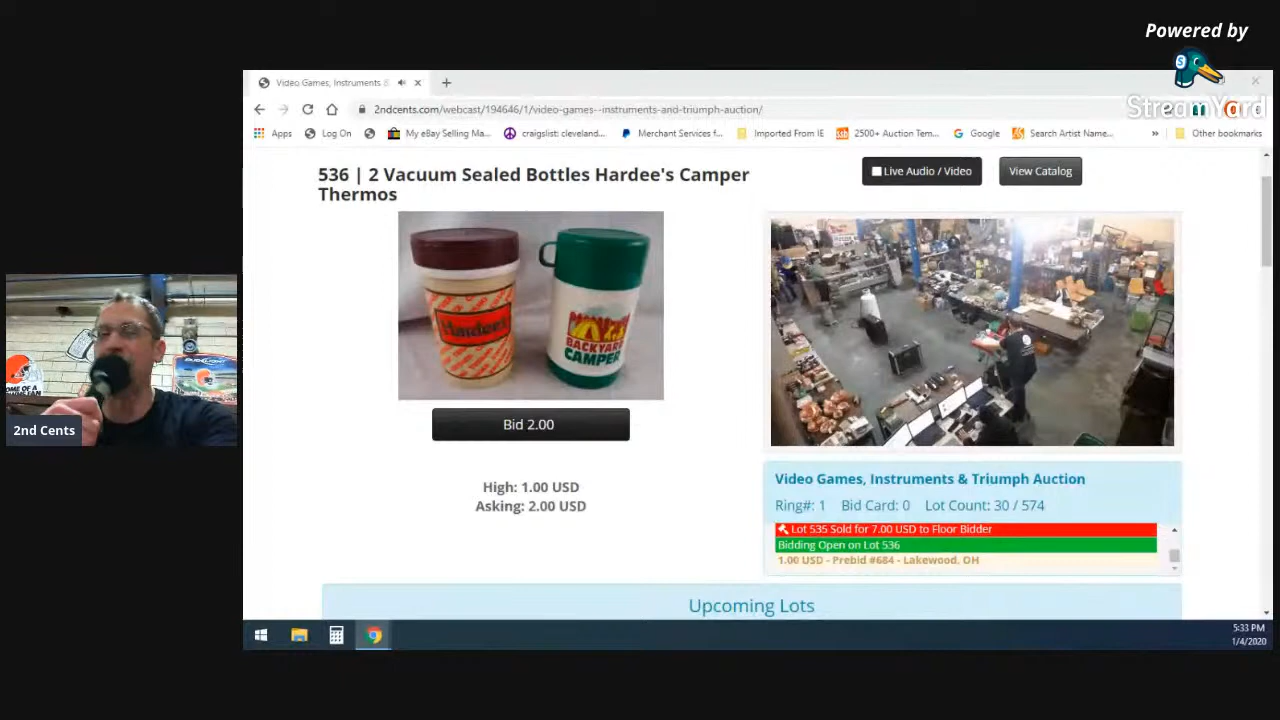 Powered by
StreamYard
Video Games, Instruments &
2ndcents.com/webcast/194646/1/video-games--instruments-and-triumph-auction/
Apps
Log On
My eBay Selling Ma...
craigslist: cleveland...
Merchant Services f...
Imported From IE
2500+ Auction Tem...
Google
Search Artist Name...
»
Other bookmarks
536 | 2 Vacuum Sealed Bottles Hardee's Camper
Thermos
Live Audio / Video
View Catalog
Hardee's
BACKYARD
CAMPER
Bid 2.00
High: 1.00 USD
Asking: 2.00 USD
Video Games, Instruments & Triumph Auction
Ring#: 1 Bid Card: 0 Lot Count: 30 / 574
Lot 535 Sold for 7.00 USD to Floor Bidder
Bidding Open on Lot 536
1.00 USD - Prebid #684 - Lakewood, OH
Upcoming Lots
2nd Cents
5:33 PM
1/4/2020